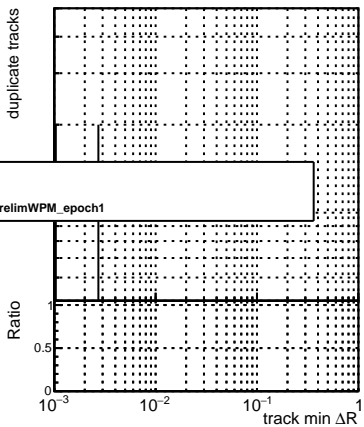 duplicate tracks
relimWPM_epoch1
Ratio
1
0.5
0
10⁻³ 10⁻² 10⁻¹ 1
track min ΔR